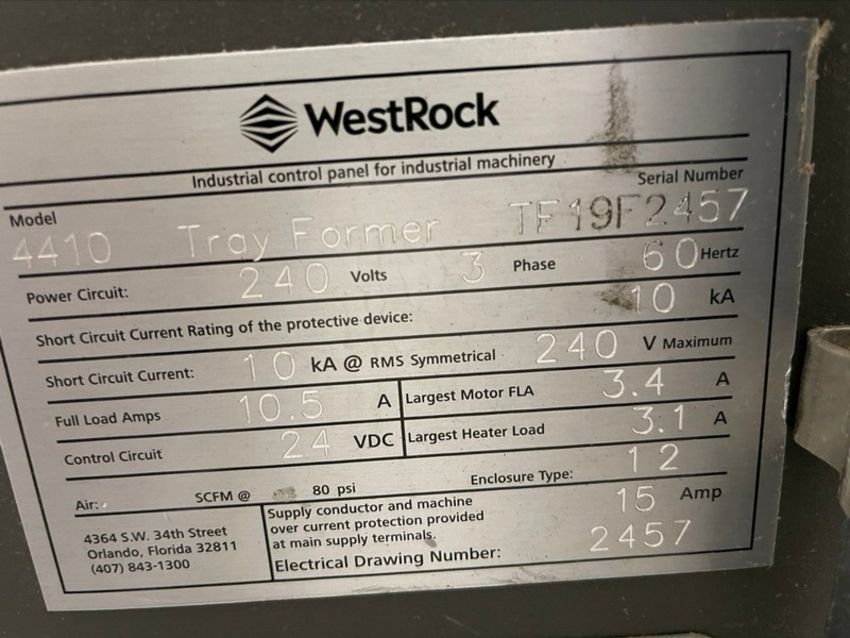 WestRock
Industrial control panel for industrial machinery
Model Serial Number
4410 Tray Former TF19F2457
Power Circuit: 240 Volts 3 Phase 60 Hertz
Short Circuit Current Rating of the protective device: 10 kA
Short Circuit Current: 10 kA @ RMS Symmetrical 240 V Maximum
Full Load Amps 10.5 A Largest Motor FLA 3.4 A
Control Circuit 24 VDC Largest Heater Load 3.1 A
Air: SCFM @ 80 psi Enclosure Type: 12
4364 S.W. 34th Street
Orlando, Florida 32811
(407) 843-1300
Supply conductor and machine
over current protection provided
at main supply terminals. 15 Amp
Electrical Drawing Number: 2457